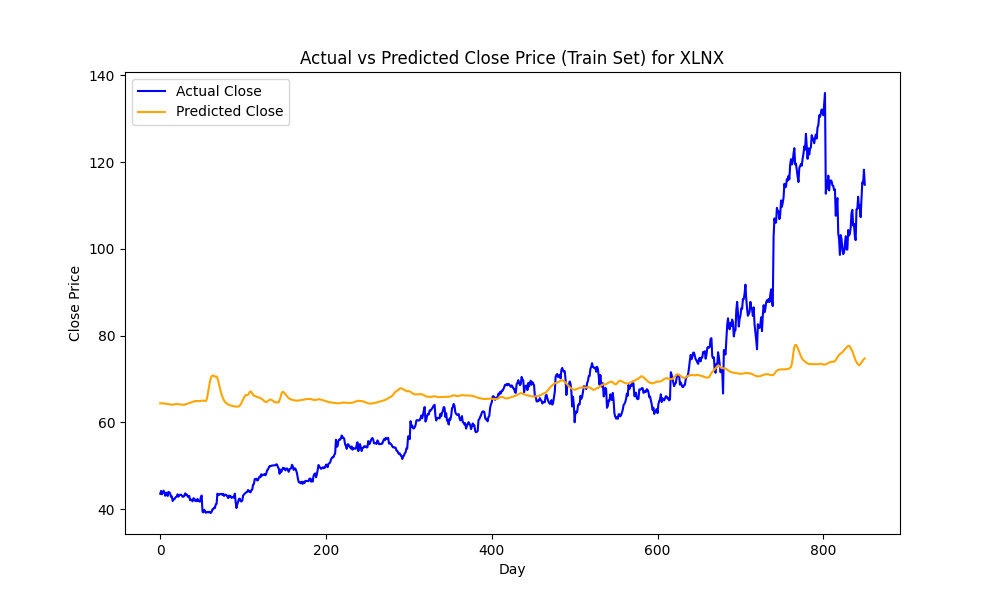 Actual vs Predicted Close Price (Train Set) for XLNX
Actual Close
Predicted Close
140
120
100
80
60
40
Close Price
0 200 400 600 800
Day